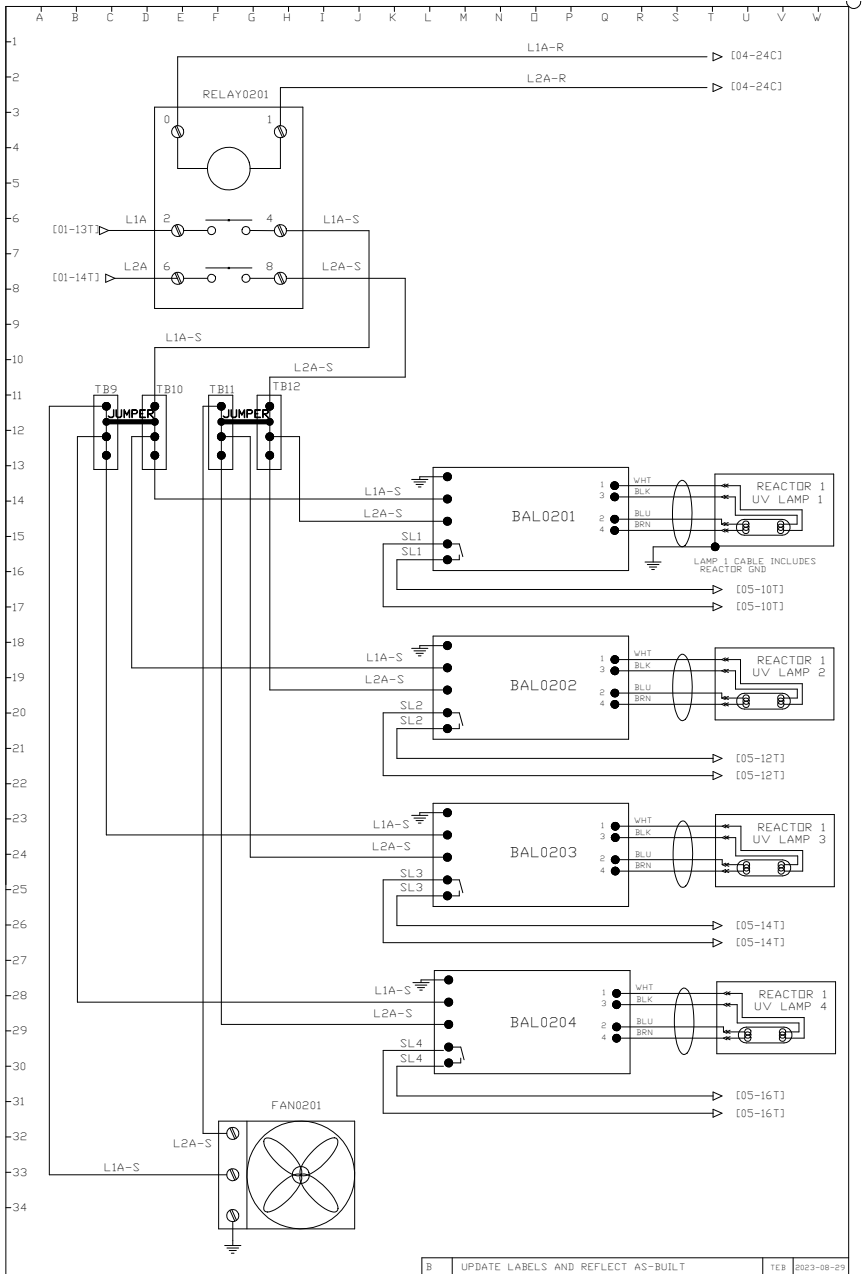 A B C D E F G H I J K L M N O P Q R S T U V W
1
L1A-R
[04-24C]
2
L2A-R
[04-24C]
RELAY0201
3
0 1
4
5
6
L1A 2 4 L1A-S
[01-13T]
7
L2A 6 8 L2A-S
[01-14T]
8
9
L1A-S
10
L2A-S
11
TB9 TB10 TB11 TB12
JUMPER JUMPER
12
13
1 WHT
REACTOR 1
3 BLK
UV LAMP 1
14
L1A-S
BAL0201
L2A-S
2 BLU
15
SL1
4 BRN
SL1
LAMP 1 CABLE INCLUDES
REACTOR GND
16
[05-10T]
17
[05-10T]
18
1 WHT
REACTOR 1
3 BLK
UV LAMP 2
L1A-S
19
L2A-S
BAL0202
2 BLU
4 BRN
20
SL2
SL2
21
[05-12T]
[05-12T]
22
23
1 WHT
REACTOR 1
3 BLK
UV LAMP 3
L1A-S
24
L2A-S
BAL0203
2 BLU
4 BRN
SL3
25
SL3
26
[05-14T]
[05-14T]
27
1 WHT
REACTOR 1
28
L1A-S
3 BLK
UV LAMP 4
L2A-S
BAL0204
2 BLU
29
4 BRN
SL4
SL4
30
[05-16T]
31
[05-16T]
FAN0201
32
L2A-S
33
L1A-S
34
B UPDATE LABELS AND REFLECT AS-BUILT TEB 2023-08-29